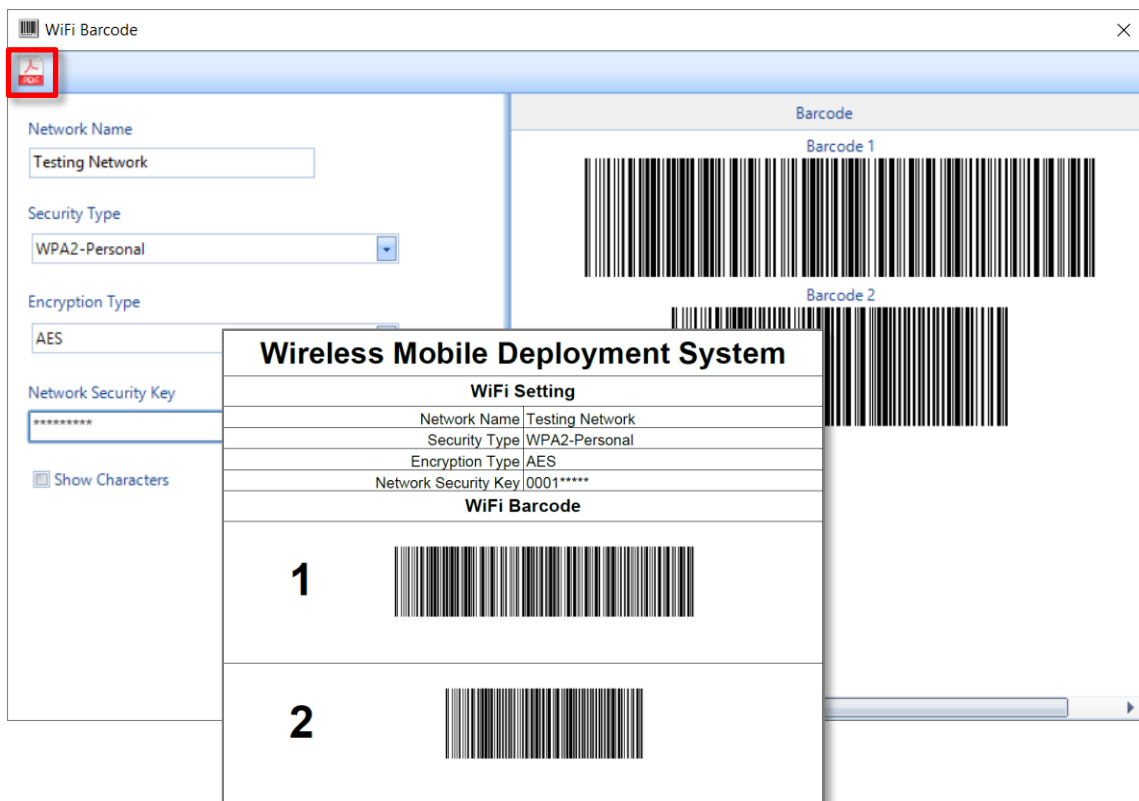 WiFi Barcode
PDF
Network Name
Testing Network
Security Type
WPA2-Personal
Encryption Type
AES
Network Security Key
*********
Show Characters
Barcode
Barcode 1
Barcode 2
Wireless Mobile Deployment System
WiFi Setting
Network Name Testing Network
Security Type WPA2-Personal
Encryption Type AES
Network Security Key 0001*****
WiFi Barcode
1
2